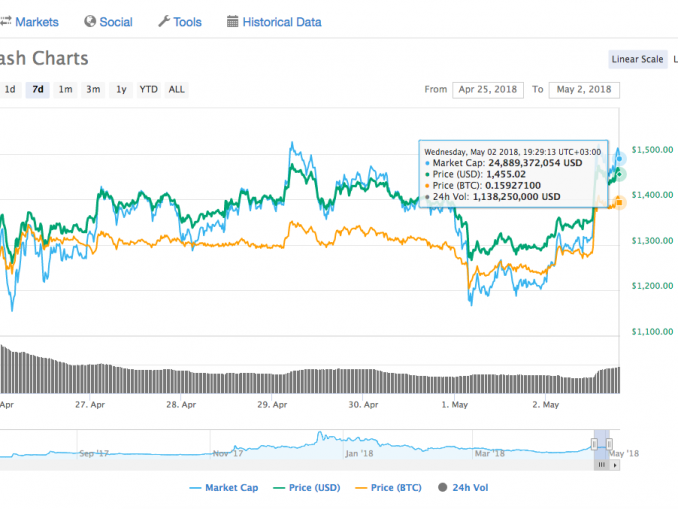 Markets Social Tools Historical Data
ash Charts
Linear Scale L
1d 7d 1m 3m 1y YTD ALL From Apr 25, 2018 To May 2, 2018
Wednesday, May 02 2018, 19:29:13 UTC+03:00
Market Cap: 24,889,372,054 USD
Price (USD): 1,455.02
Price (BTC): 0.15927100
24h Vol: 1,138,250,000 USD
$1,500.00
$1,400.00
$1,300.00
$1,200.00
$1,100.00
Apr 27. Apr 28. Apr 29. Apr 30. Apr 1. May 2. May
Sep '17 Nov '17 Jan '18 Mar '18 May '18
Market Cap Price (USD) Price (BTC) 24h Vol